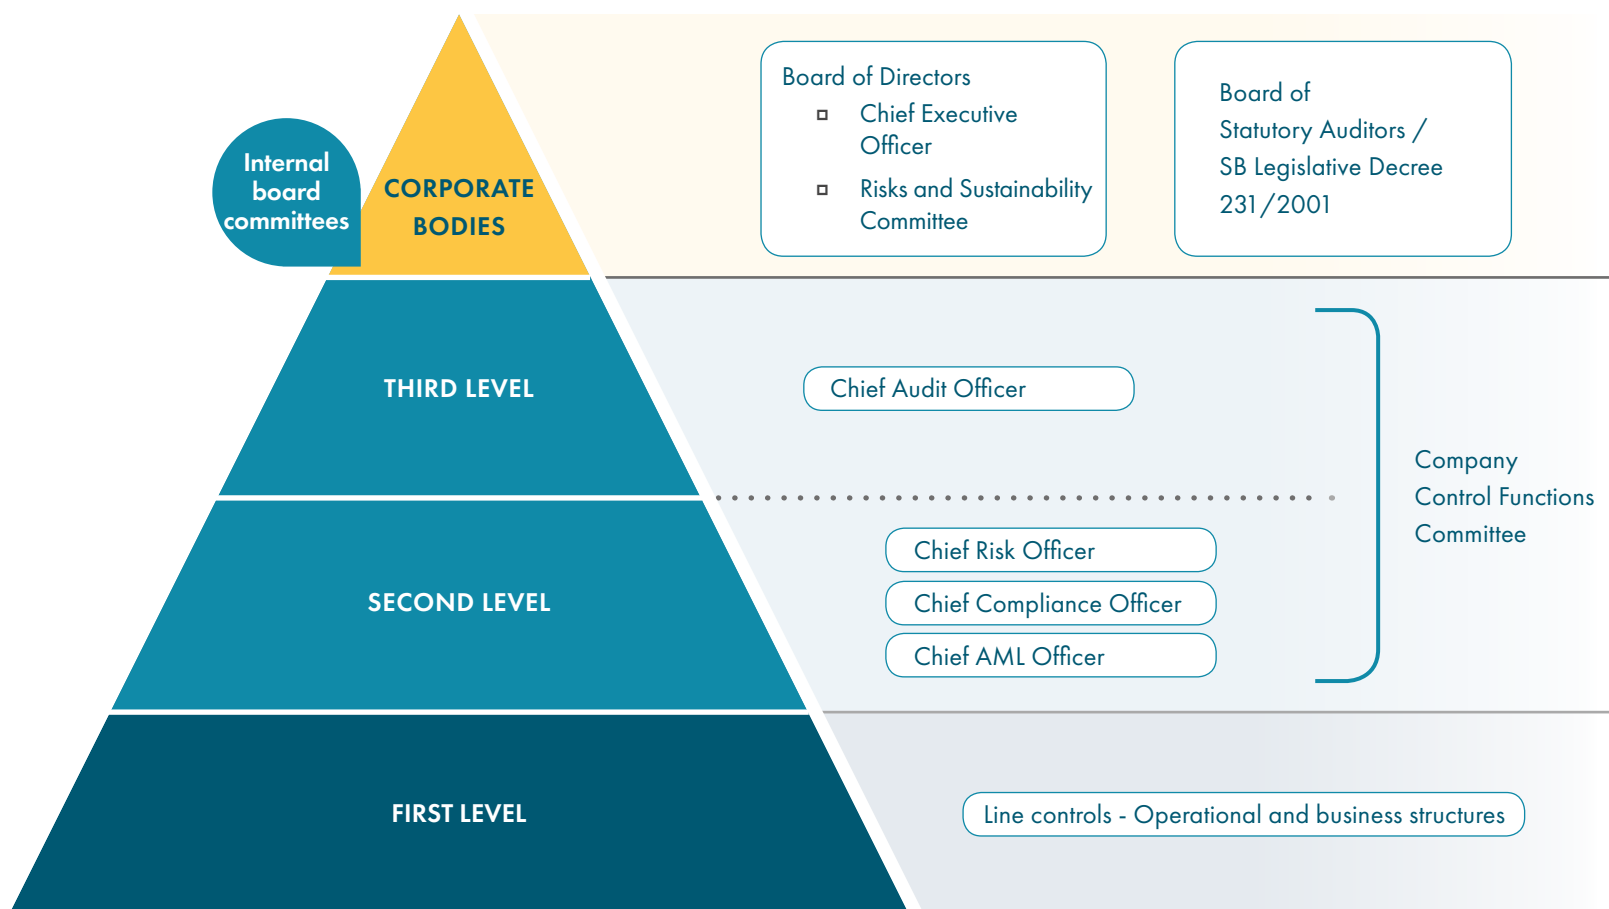 Internal
board
committees
CORPORATE
BODIES
Board of Directors
Chief Executive
Officer
Risks and Sustainability
Committee
Board of
Statutory Auditors /
SB Legislative Decree
231/2001
THIRD LEVEL
Chief Audit Officer
SECOND LEVEL
Chief Risk Officer
Chief Compliance Officer
Chief AML Officer
Company
Control Functions
Committee
FIRST LEVEL
Line controls - Operational and business structures